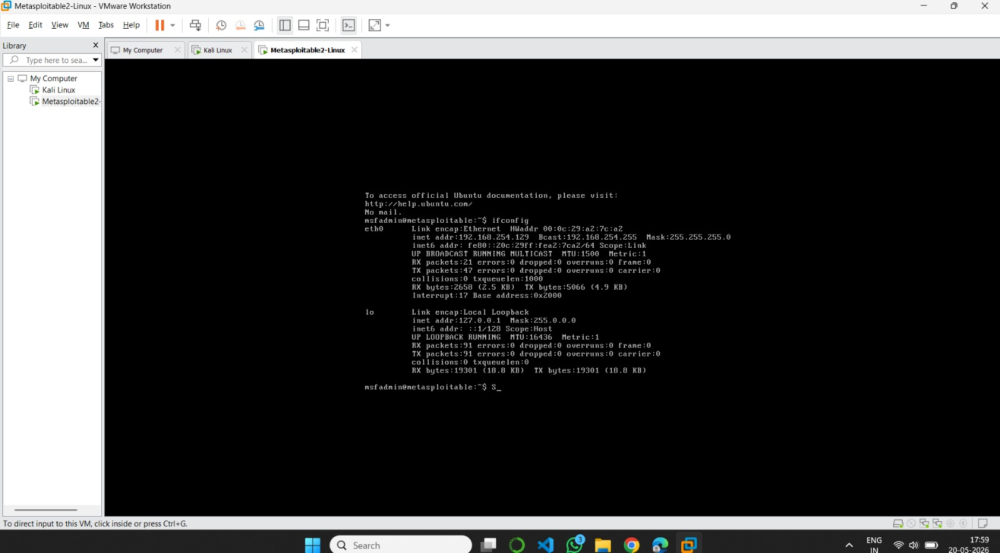 Metasploitable2-Linux - VMware Workstation
File Edit View VM Tabs Help
Library
My Computer Kali Linux Metasploitable2-Linux
Type here to sea...
My Computer
Kali Linux
Metasploitable2-
To access official Ubuntu documentation, please visit:
http://help.ubuntu.com/
No mail.
msfadmin@metasploitable:~$ ifconfig
eth0 Link encap:Ethernet HWaddr 00:0c:29:a2:7c:a2
inet addr:192.168.254.129 Bcast:192.168.254.255 Mask:255.255.255.0
inet6 addr: fe80::20c:29ff:fea2:7ca2/64 Scope:Link
UP BROADCAST RUNNING MULTICAST MTU:1500 Metric:1
RX packets:21 errors:0 dropped:0 overruns:0 frame:0
TX packets:47 errors:0 dropped:0 overruns:0 carrier:0
collisions:0 txqueuelen:1000
RX bytes:2658 (2.5 KB) TX bytes:5066 (4.9 KB)
Interrupt:17 Base address:0x2000
lo Link encap:Local Loopback
inet addr:127.0.0.1 Mask:255.0.0.0
inet6 addr: ::1/128 Scope:Host
UP LOOPBACK RUNNING MTU:16436 Metric:1
RX packets:91 errors:0 dropped:0 overruns:0 frame:0
TX packets:91 errors:0 dropped:0 overruns:0 carrier:0
collisions:0 txqueuelen:0
RX bytes:19301 (18.8 KB) TX bytes:19301 (18.8 KB)
msfadmin@metasploitable:~$ S_
To direct input to this VM, click inside or press Ctrl+G.
Search
3
ENG
IN
17:59
20-05-2026